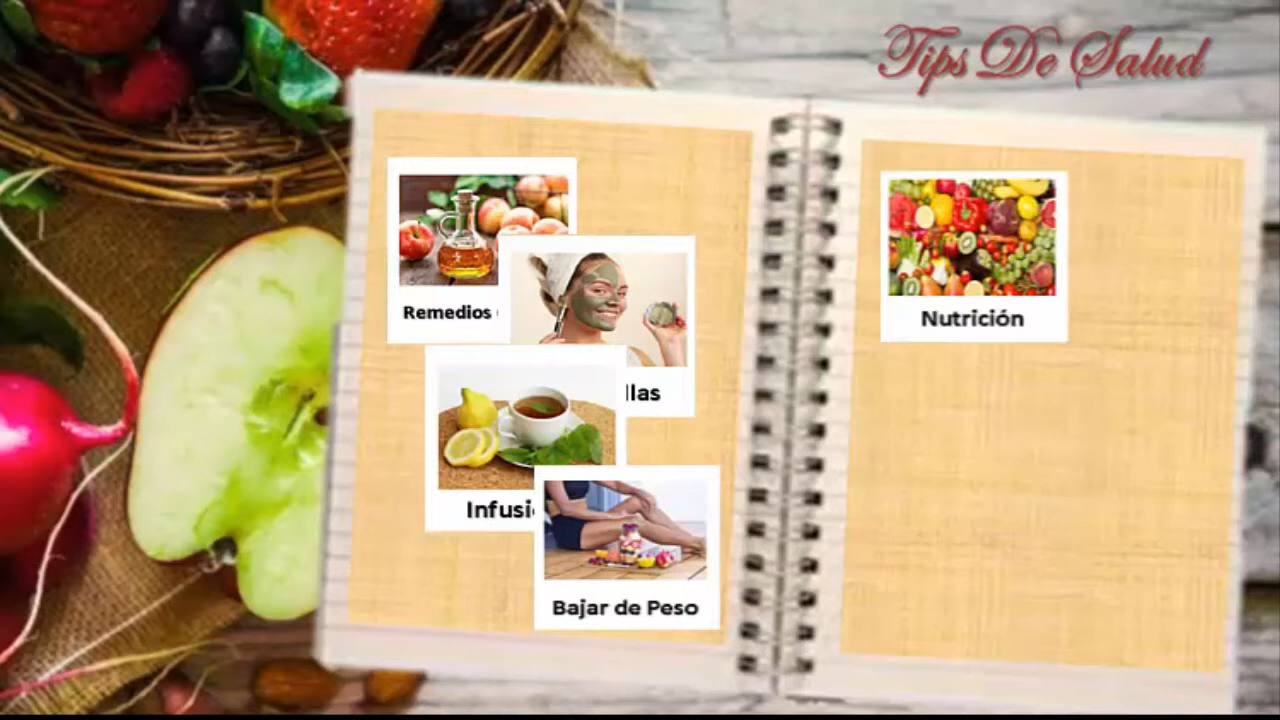 Tips De Salud
Remedios
llas
Infusi
Bajar de Peso
Nutrición